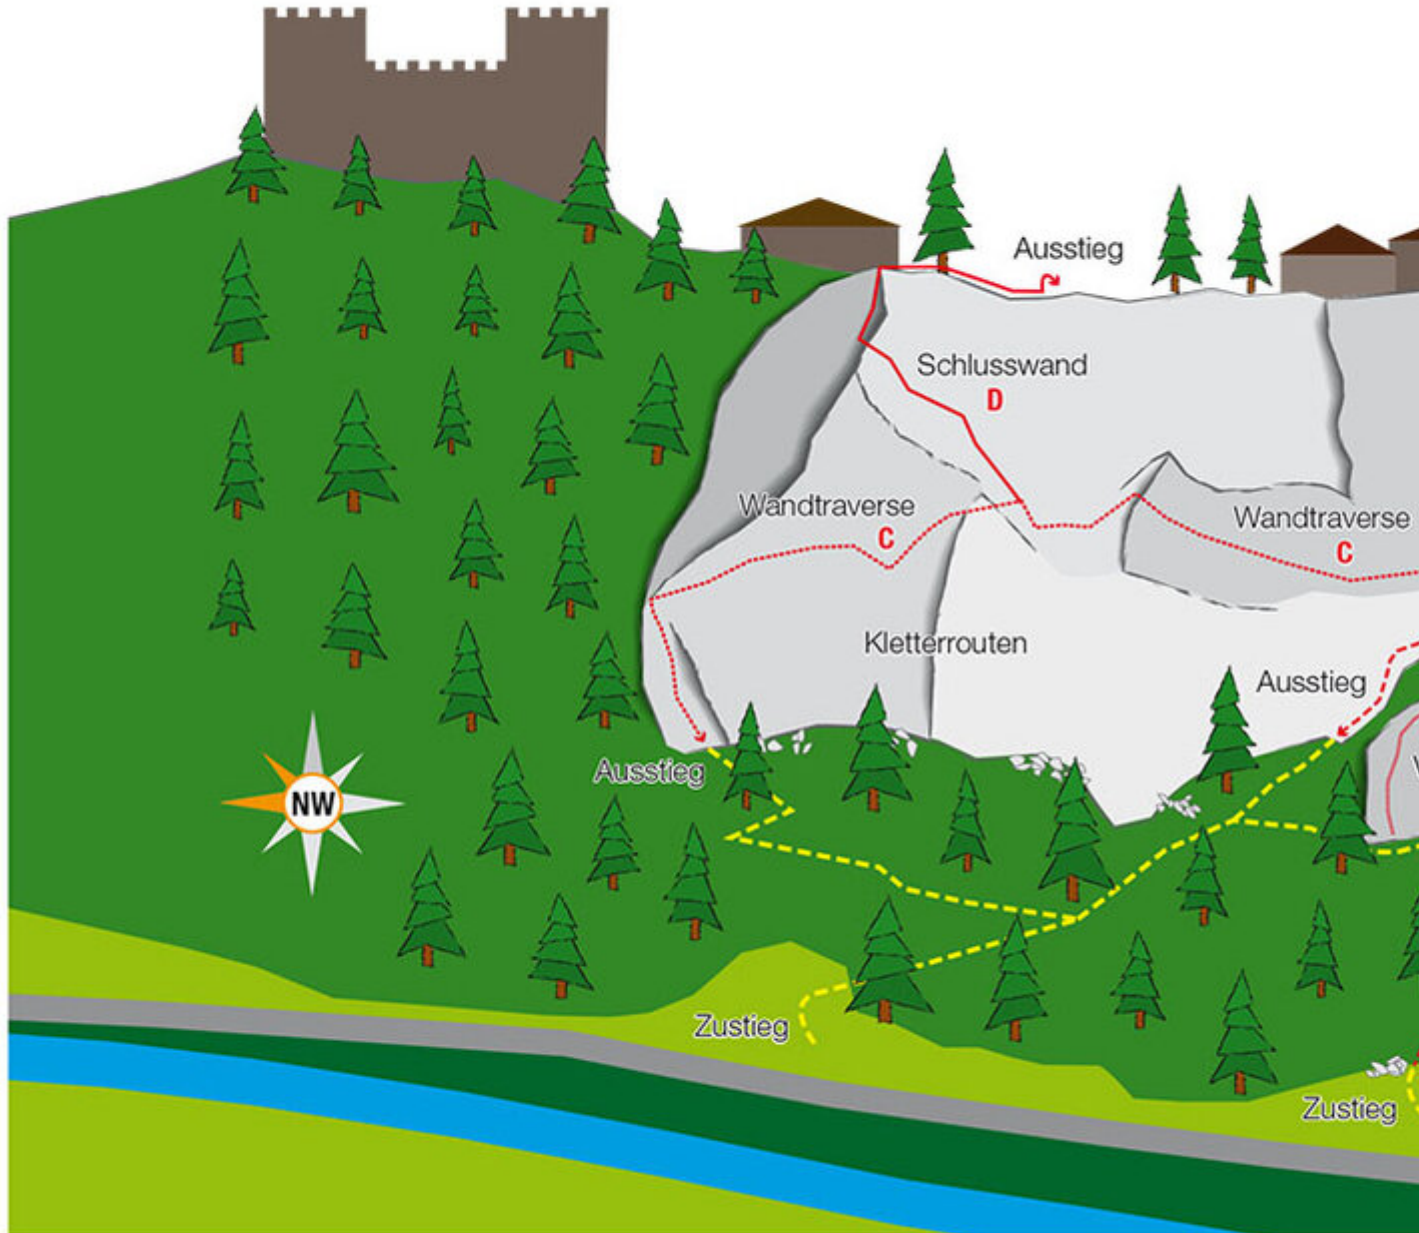 Ausstieg
Schlusswand
D
Wandtraverse
C
Wandtraverse
C
Kletterrouten
Ausstieg
Ausstieg
NW
Zustieg
Zustieg